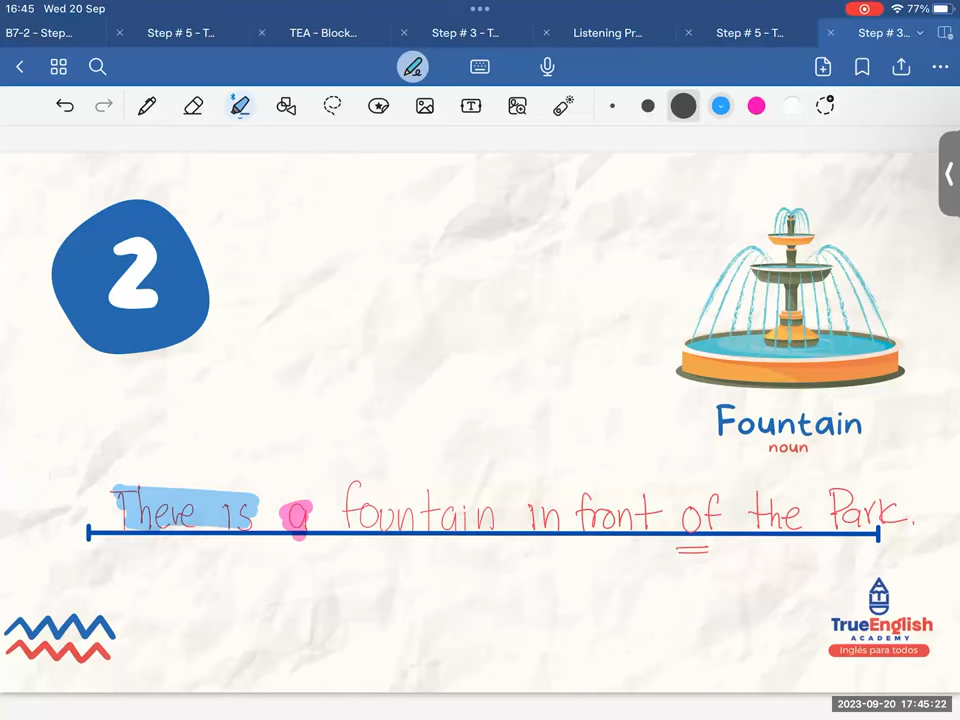 16:45 Wed 20 Sep
77%
B7-2 – Step...
Step # 5 - T...
TEA - Block...
Step # 3 - T...
Listening Pr...
Step # 5 - T...
Step # 3...
2
Fountain
noun
There is a fountain in front of the Park.
TrueEnglish
ACADEMY
Inglés para todos
2023-09-20 17:45:22